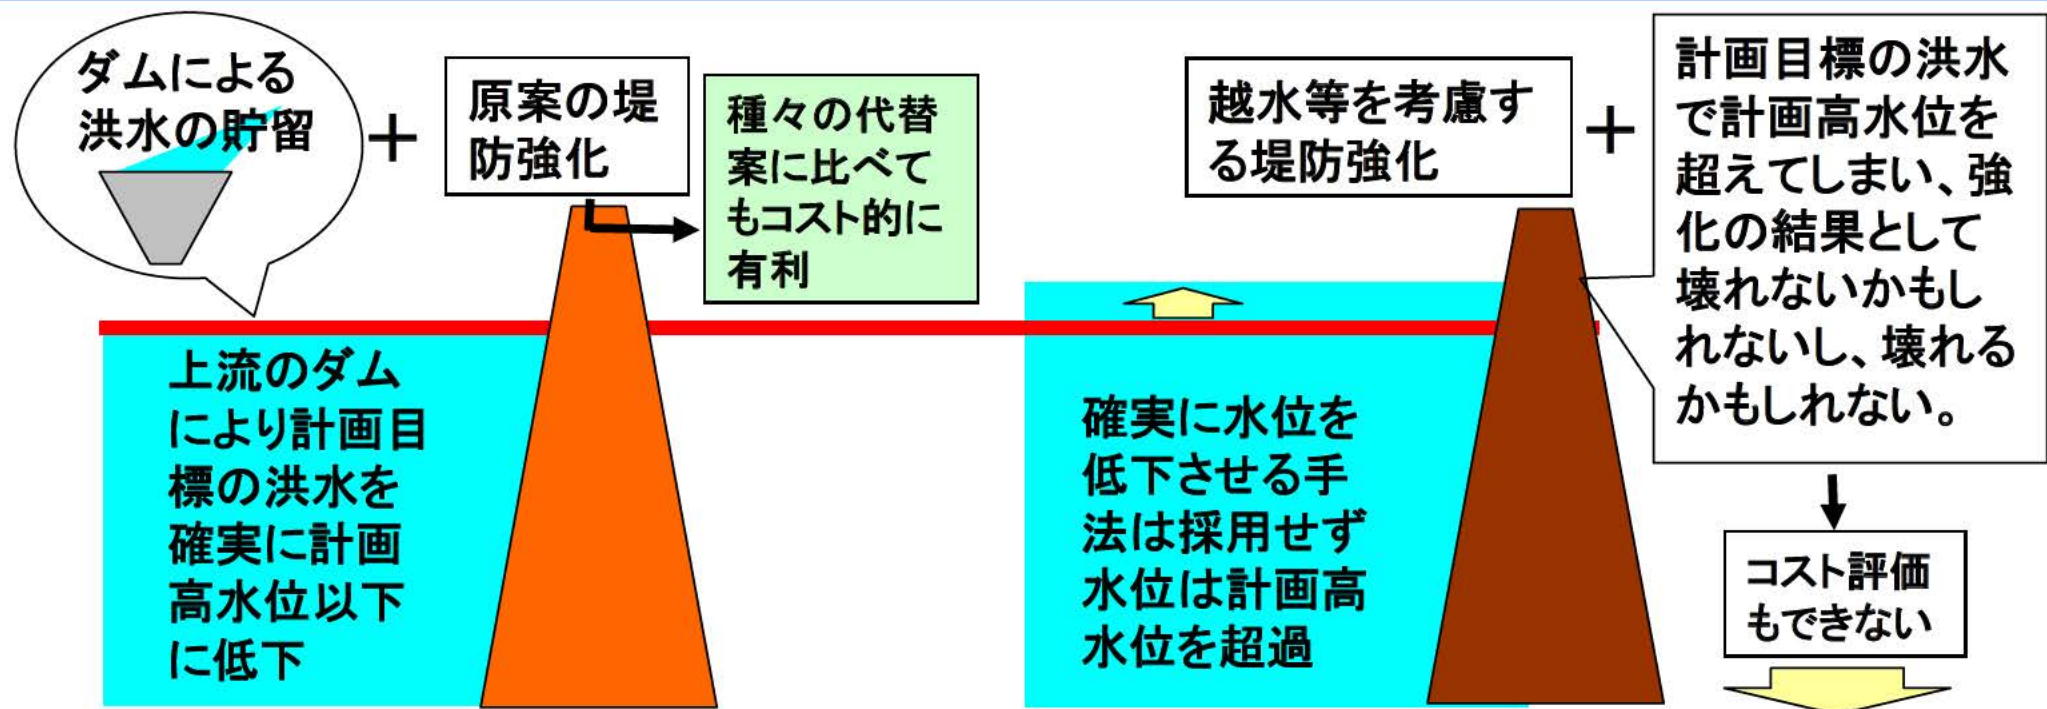 ダムによる
洪水の貯留
+
原案の堤
防強化
種々の代替
案に比べて
もコスト的に
有利
上流のダム
により計画目
標の洪水を
確実に計画
高水位以下
に低下
越水等を考慮す
る堤防強化
+
計画目標の洪水
で計画高水位を
超えてしまい、強
化の結果として
壊れないかもし
れないし、壊れる
かもしれない。
確実に水位を
低下させる手
法は採用せず
水位は計画高
水位を超過
コスト評価
もできない